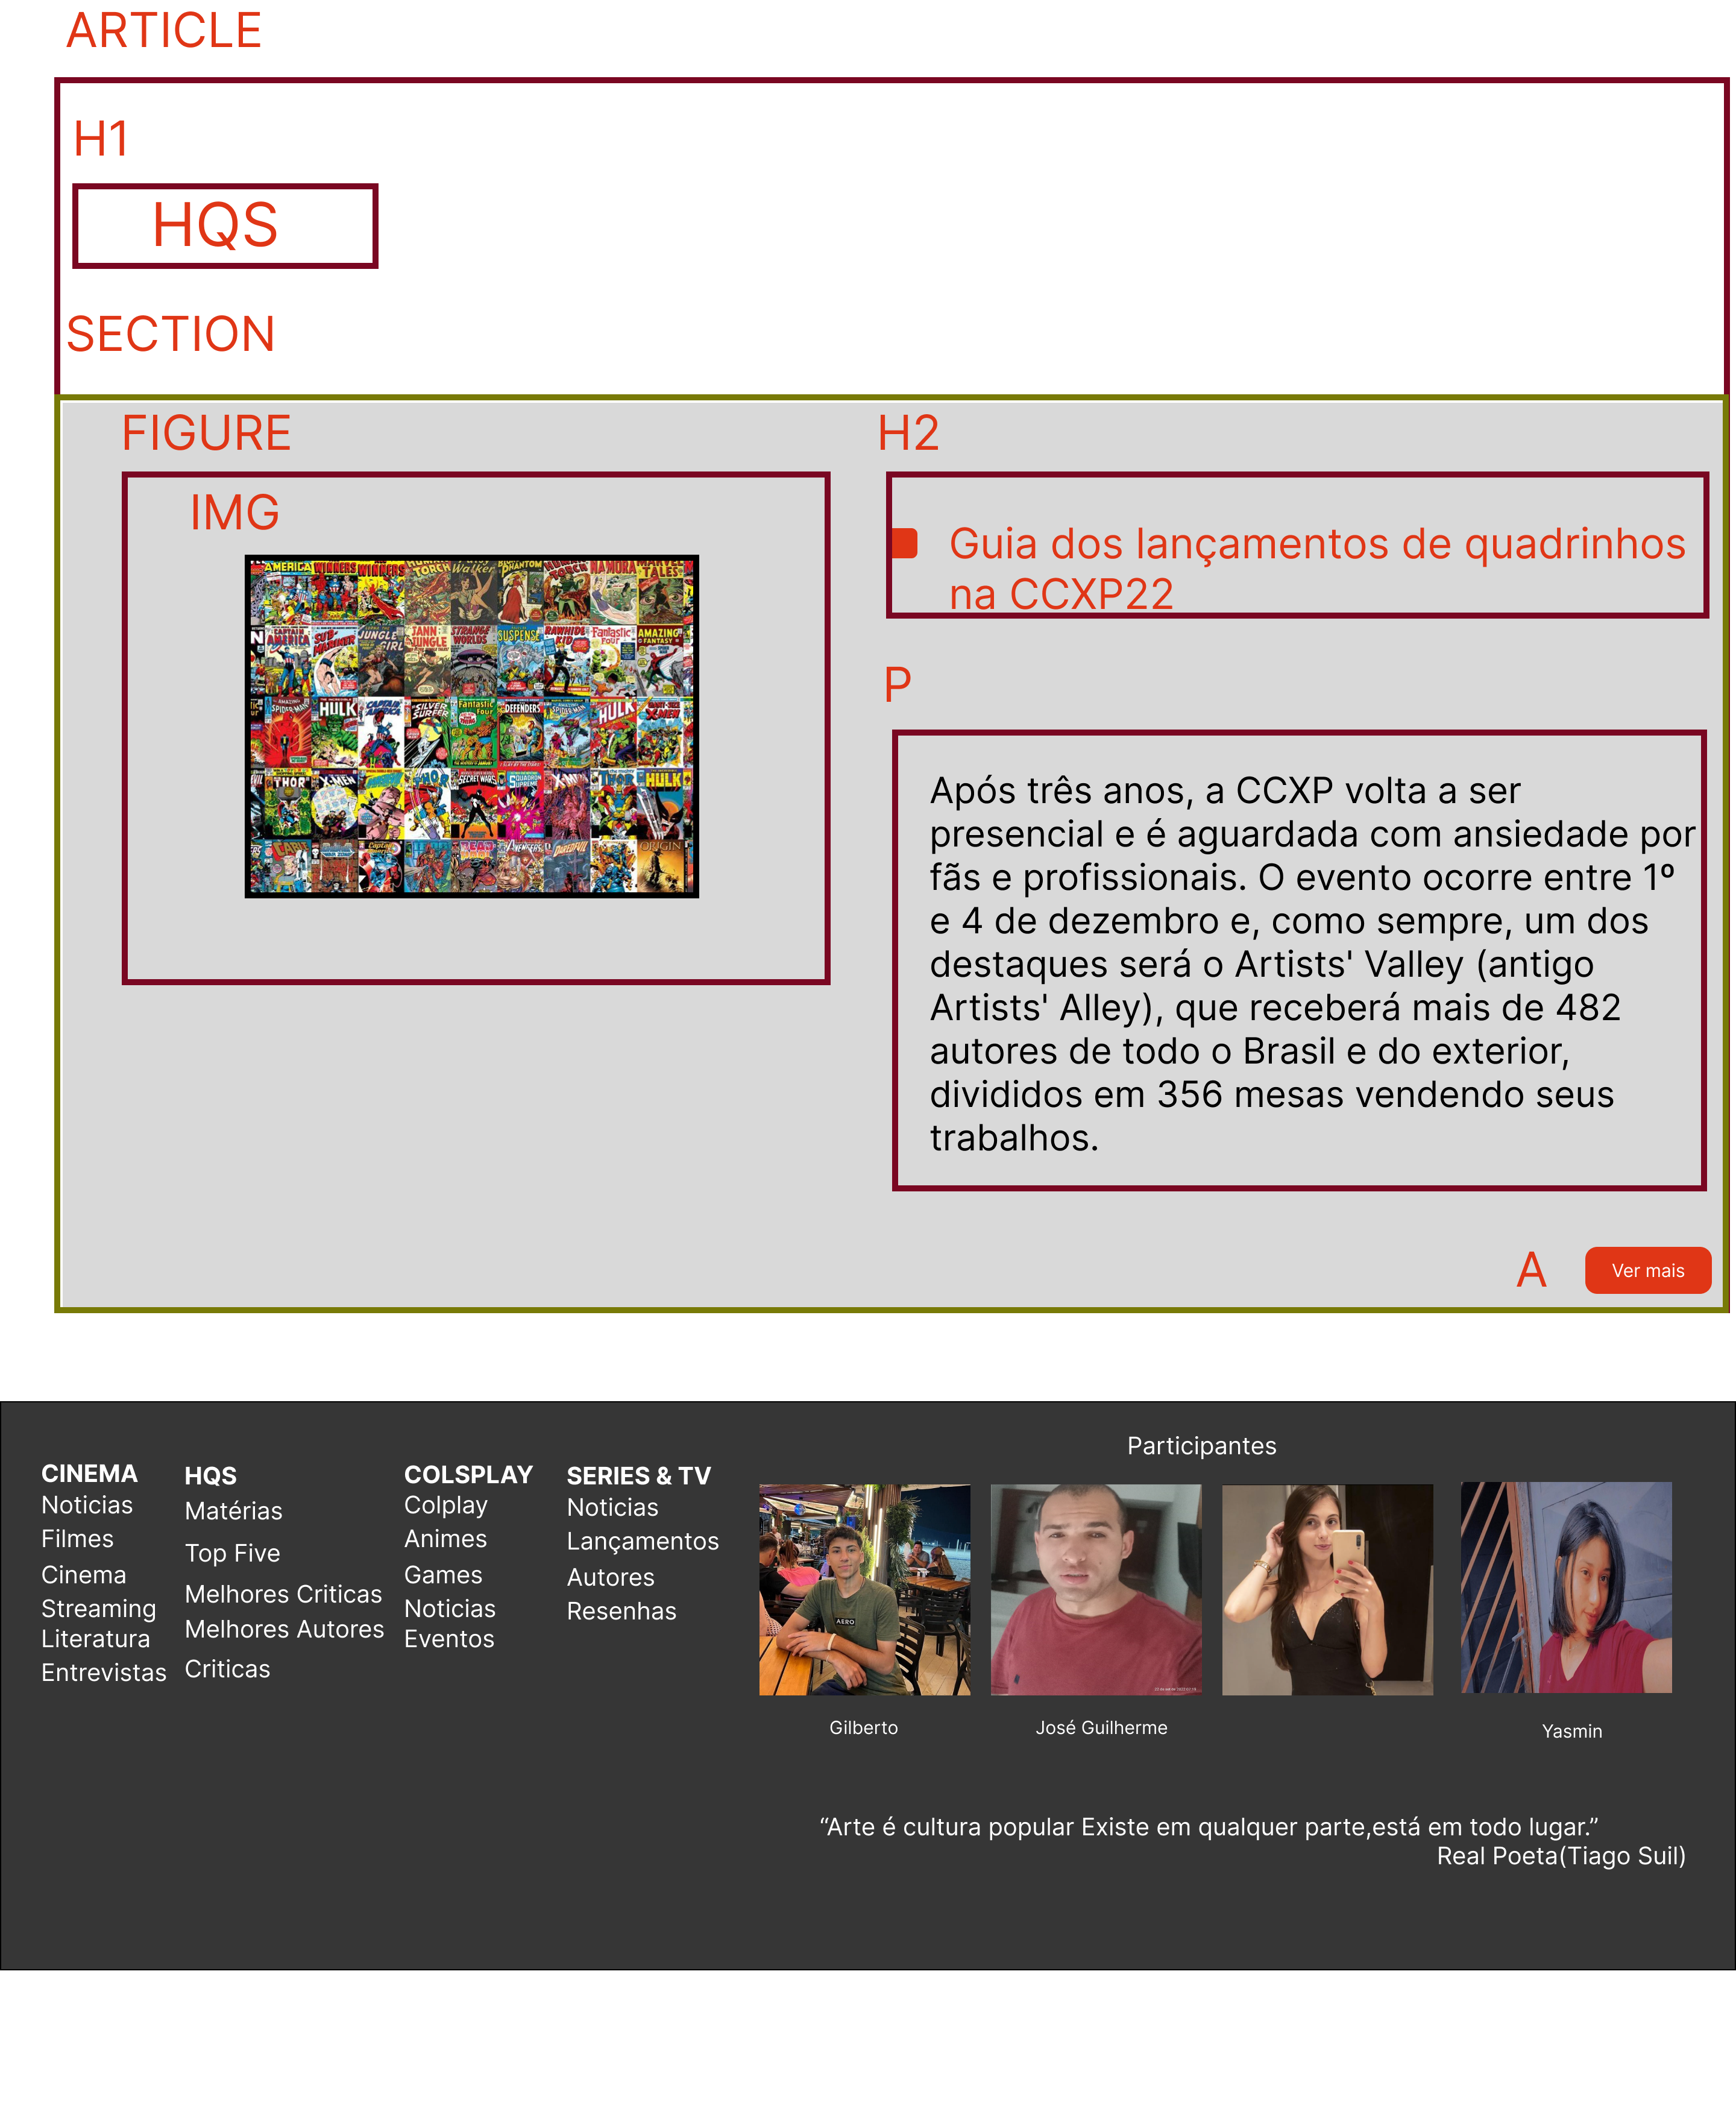 ARTICLE
H1
HQS
SECTION
FIGURE
IMG
H2
Guia dos lançamentos de quadrinhos
na CCXP22
P
Após três anos, a CCXP volta a ser
presencial e é aguardada com ansiedade por
fãs e profissionais. O evento ocorre entre 1º
e 4 de dezembro e, como sempre, um dos
destaques será o Artists' Valley (antigo
Artists' Alley), que receberá mais de 482
autores de todo o Brasil e do exterior,
divididos em 356 mesas vendendo seus
trabalhos.
A
Ver mais
CINEMA
Noticias
Filmes
Cinema
Streaming
Literatura
Entrevistas
HQS
Matérias
Top Five
Melhores Criticas
Melhores Autores
Criticas
COLSPLAY
Colplay
Animes
Games
Noticias
Eventos
SERIES & TV
Noticias
Lançamentos
Autores
Resenhas
Participantes
AERO
Gilberto
José Guilherme
Yasmin
“Arte é cultura popular Existe em qualquer parte,está em todo lugar.”
Real Poeta(Tiago Suil)